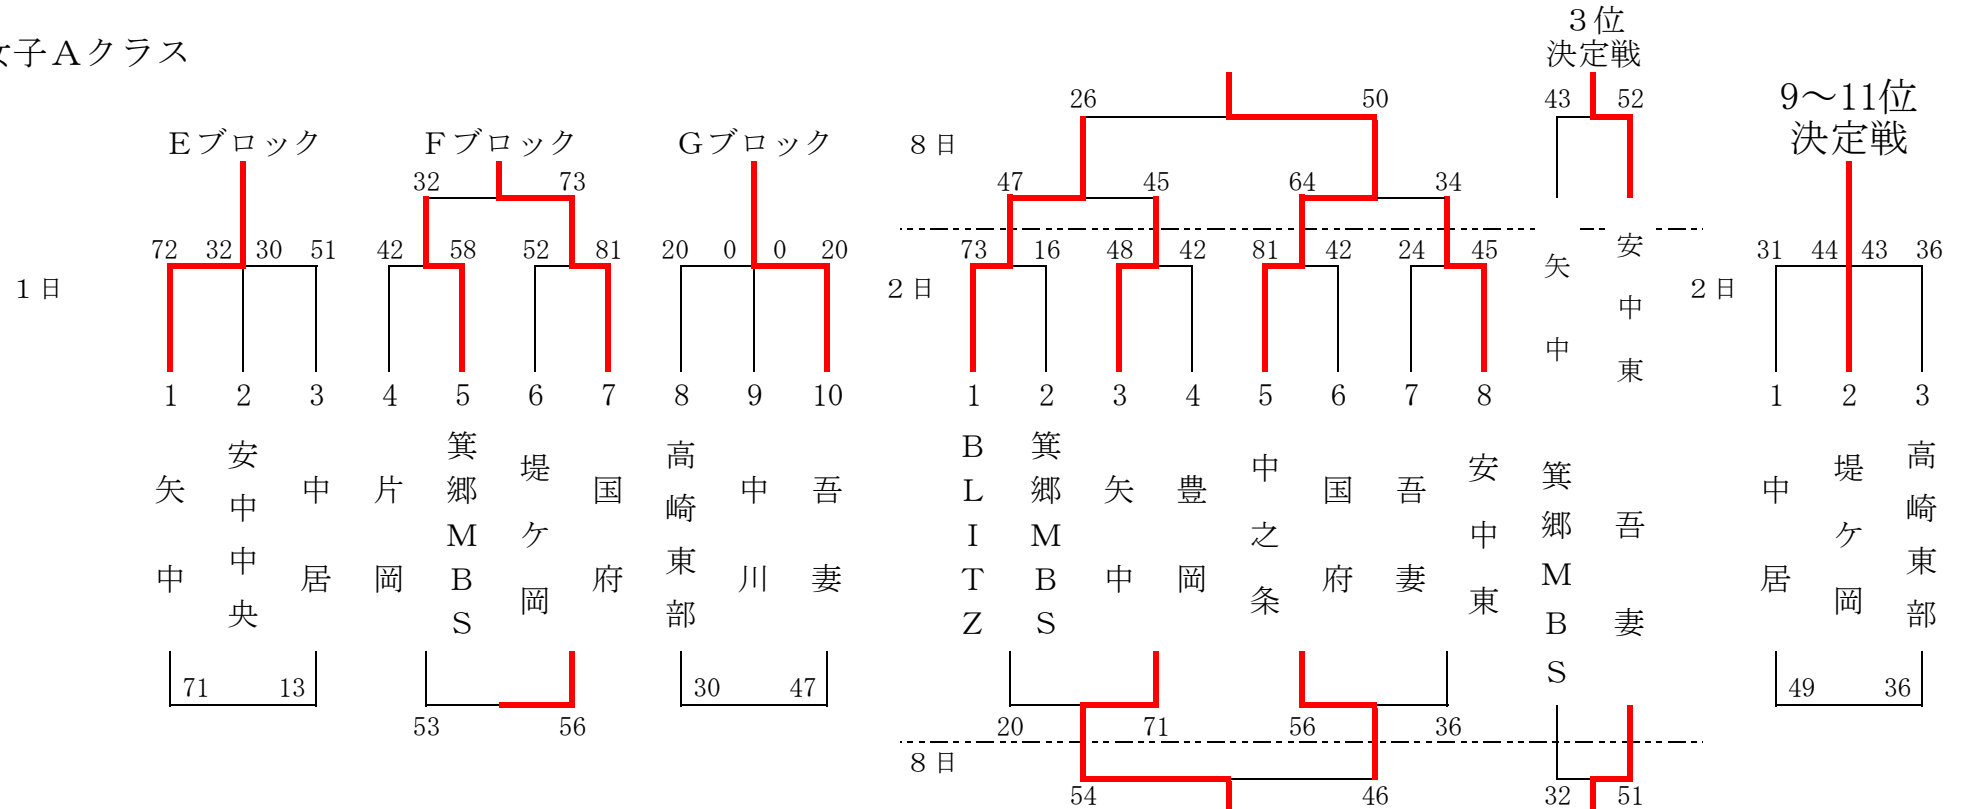 女子Ａクラス
３位
決定戦
26 50 43 52
9～11位
決定戦
Ｅブロック Ｆブロック Ｇブロック 8日
32 73 47 45 64 34
72 32 30 51 42 58 52 81 20 0 0 20 73 16 48 42 81 42 24 45 31 44 43 36
1日 2日 2日
矢中 安中東
1 2 3 4 5 6 7 8 9 10 1 2 3 4 5 6 7 8 1 2 3
矢中
安中中央
中居
片岡
箕郷ＭＢＳ
堤ケ岡
国府
高崎東部
中川
吾妻
ＢＬＩＴＺ
箕郷ＭＢＳ
矢中
豊岡
中之条
国府
吾妻
安中東
箕郷ＭＢＳ
吾妻
中居
堤ケ岡
高崎東部
71 13 30 47 49 36
53 56 20 71 56 36
8日
54 46 32 51